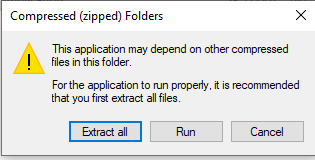 Compressed (zipped) Folders
This application may depend on other compressed
files in this folder.
For the application to run properly, it is recommended
that you first extract all files.
Extract all
Run
Cancel